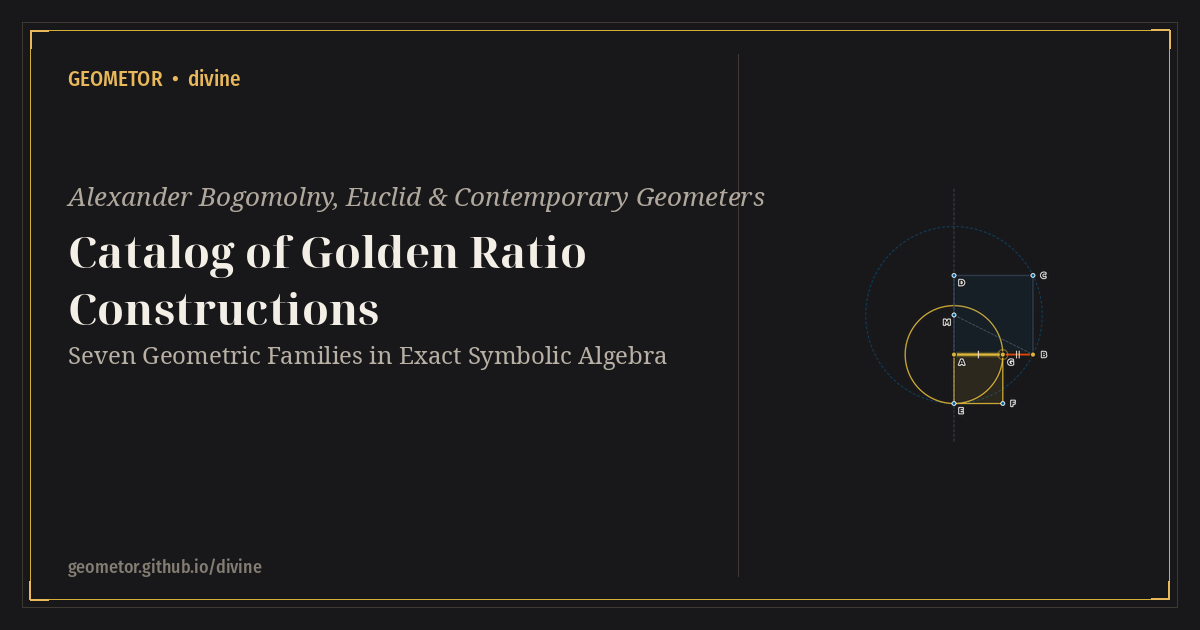 GEOMETOR • divine
Alexander Bogomolny, Euclid & Contemporary Geometers
Catalog of Golden Ratio
Constructions
Seven Geometric Families in Exact Symbolic Algebra
D
C
M
A
G
B
E
F
geometor.github.io/divine